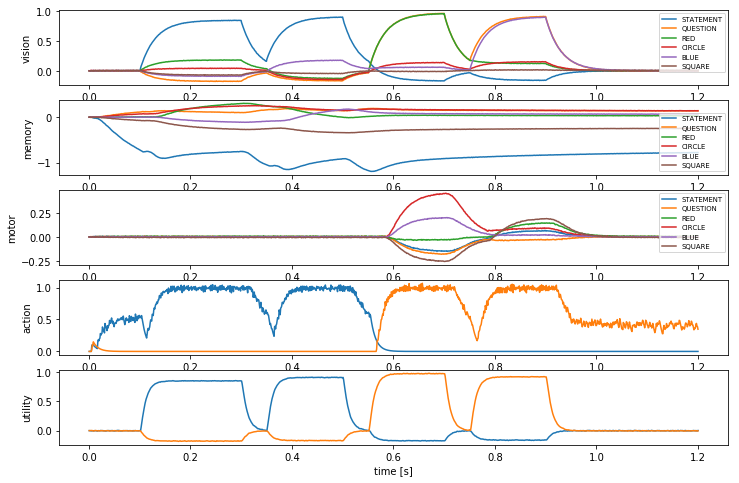 1.0
0.5
0.0
vision
STATEMENT
QUESTION
RED
CIRCLE
BLUE
SQUARE
0.0 0.2 0.4 0.6 0.8 1.0 1.2
0
−1
memory
STATEMENT
QUESTION
RED
CIRCLE
BLUE
SQUARE
0.0 0.2 0.4 0.6 0.8 1.0 1.2
0.25
0.00
−0.25
motor
STATEMENT
QUESTION
RED
CIRCLE
BLUE
SQUARE
0.0 0.2 0.4 0.6 0.8 1.0 1.2
1.0
0.5
0.0
action
0.0 0.2 0.4 0.6 0.8 1.0 1.2
1.0
0.5
0.0
utility
0.0 0.2 0.4 0.6 0.8 1.0 1.2
time [s]